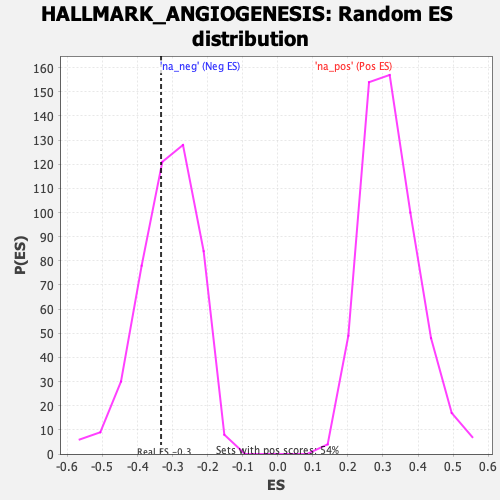 HALLMARK_ANGIOGENESIS: Random ES
distribution
'na_neg' (Neg ES)
'na_pos' (Pos ES)
160
150
140
130
120
110
100
90
80
70
60
50
40
30
20
10
0
P(ES)
Real ES -0.3
Sets with pos scores: 54%
-0.6 -0.5 -0.4 -0.3 -0.2 -0.1 0.0 0.1 0.2 0.3 0.4 0.5 0.6
ES